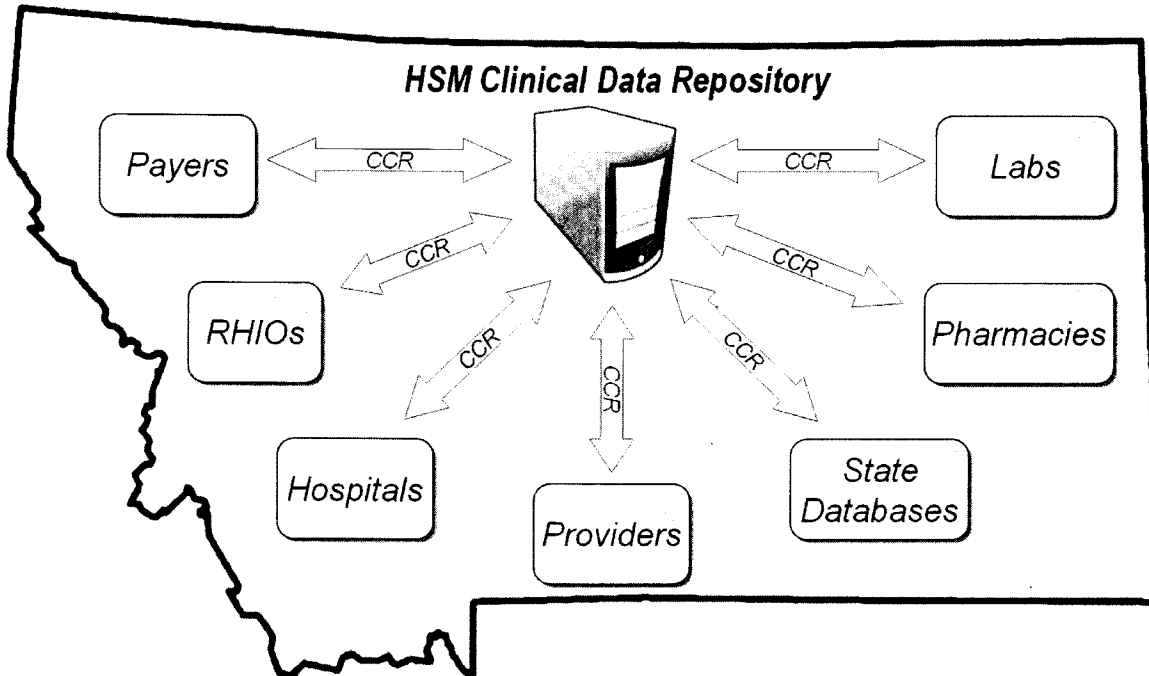 HSM Clinical Data Repository
Payers
CCR
CCR
Labs
RHIOs
CCR
CCR
Pharmacies
Hospitals
CCR
CCR
CCR
State
Databases
Providers